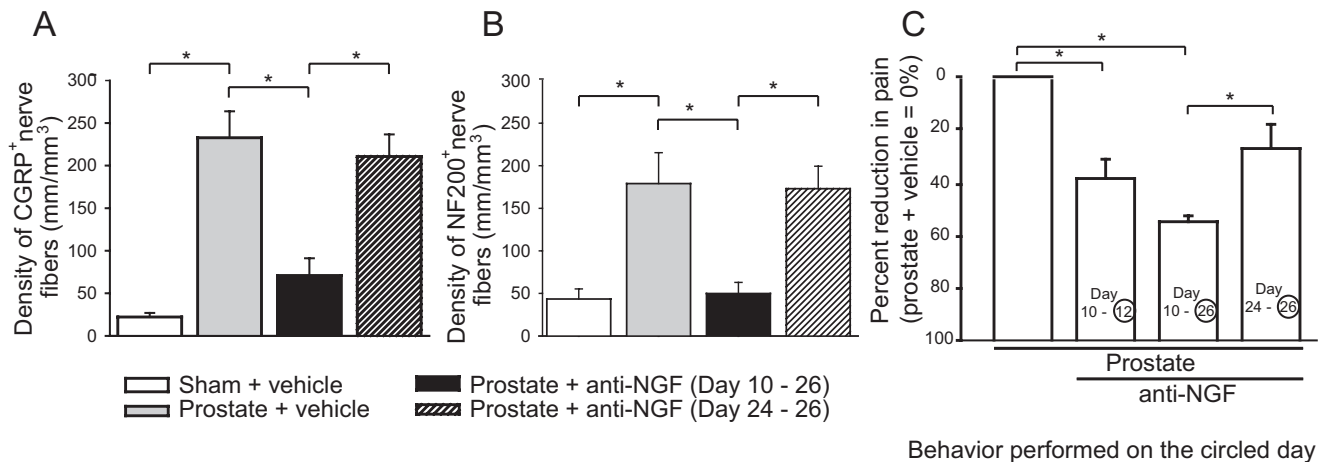 A
Density of CGRP⁺nerve
fibers (mm/mm³)
300
250
200
150
100
50
0
*
*
*
B
Density of NF200⁺nerve
fibers (mm/mm³)
300
250
200
150
100
50
0
*
*
*
C
Percent reduction in pain
(prostate + vehicle = 0%)
0
20
40
60
80
100
*
*
*
Day
10 - 12
Day
10 - 26
Day
24 - 26
Prostate
anti-NGF
Sham + vehicle
Prostate + vehicle
Prostate + anti-NGF (Day 10 - 26)
Prostate + anti-NGF (Day 24 - 26)
Behavior performed on the circled day